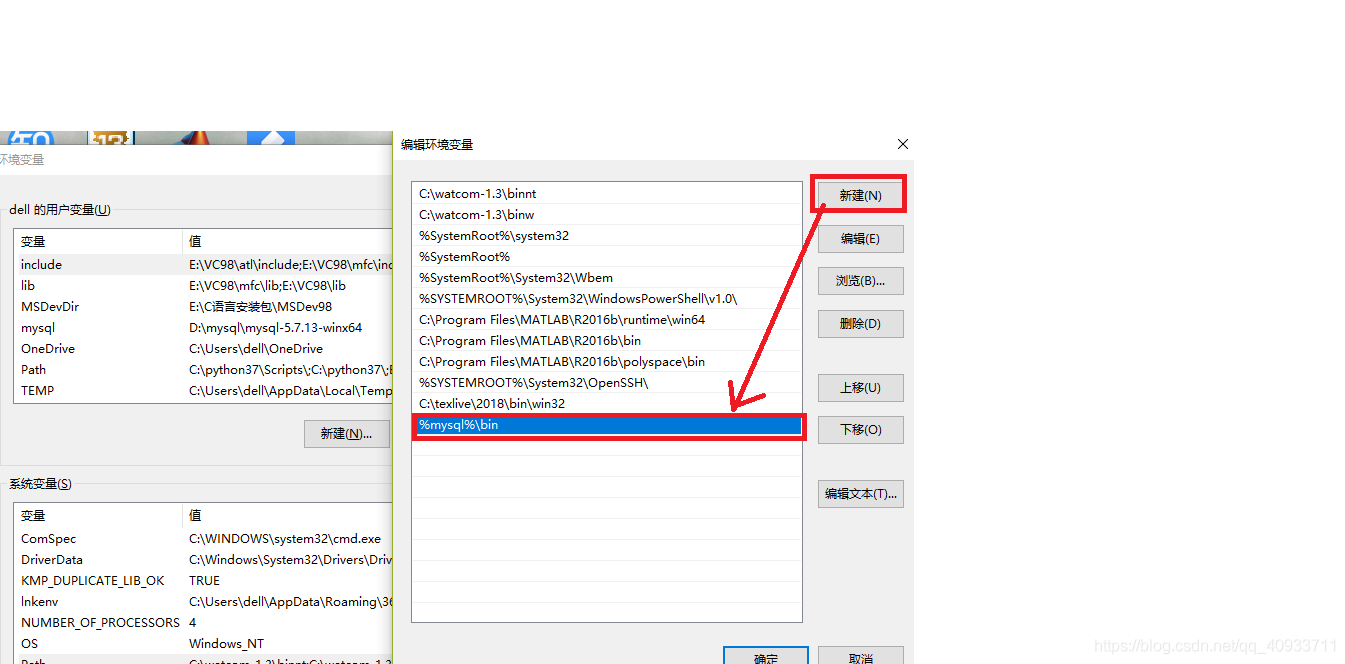 编辑环境变量
环境变量
dell 的用户变量(U)
变量 值
include E:\VC98\atl\include;E:\VC98\mfc\inc
lib E:\VC98\mfc\lib;E:\VC98\lib
MSDevDir E:\C语言安装包\MSDev98
mysql D:\mysql\mysql-5.7.13-winx64
OneDrive C:\Users\dell\OneDrive
Path C:\python37\Scripts\;C:\python37\;
TEMP C:\Users\dell\AppData\Local\Temp
新建(N)...
系统变量(S)
变量 值
ComSpec C:\WINDOWS\system32\cmd.exe
DriverData C:\Windows\System32\Drivers\Driv
KMP_DUPLICATE_LIB_OK TRUE
lnkenv C:\Users\dell\AppData\Roaming\36
NUMBER_OF_PROCESSORS 4
OS Windows_NT
Path C:\watcom-1.3\binnt;C:\watcom-1.3
C:\watcom-1.3\binnt
C:\watcom-1.3\binw
%SystemRoot%\system32
%SystemRoot%
%SystemRoot%\System32\Wbem
%SYSTEMROOT%\System32\WindowsPowerShell\v1.0\
C:\Program Files\MATLAB\R2016b\runtime\win64
C:\Program Files\MATLAB\R2016b\bin
C:\Program Files\MATLAB\R2016b\polyspace\bin
%SYSTEMROOT%\System32\OpenSSH\
C:\texlive\2018\bin\win32
%mysql%\bin
新建(N)
编辑(E)
浏览(B)...
删除(D)
上移(U)
下移(O)
编辑文本(T)...
确定
取消
https://blog.csdn.net/qq_40933711